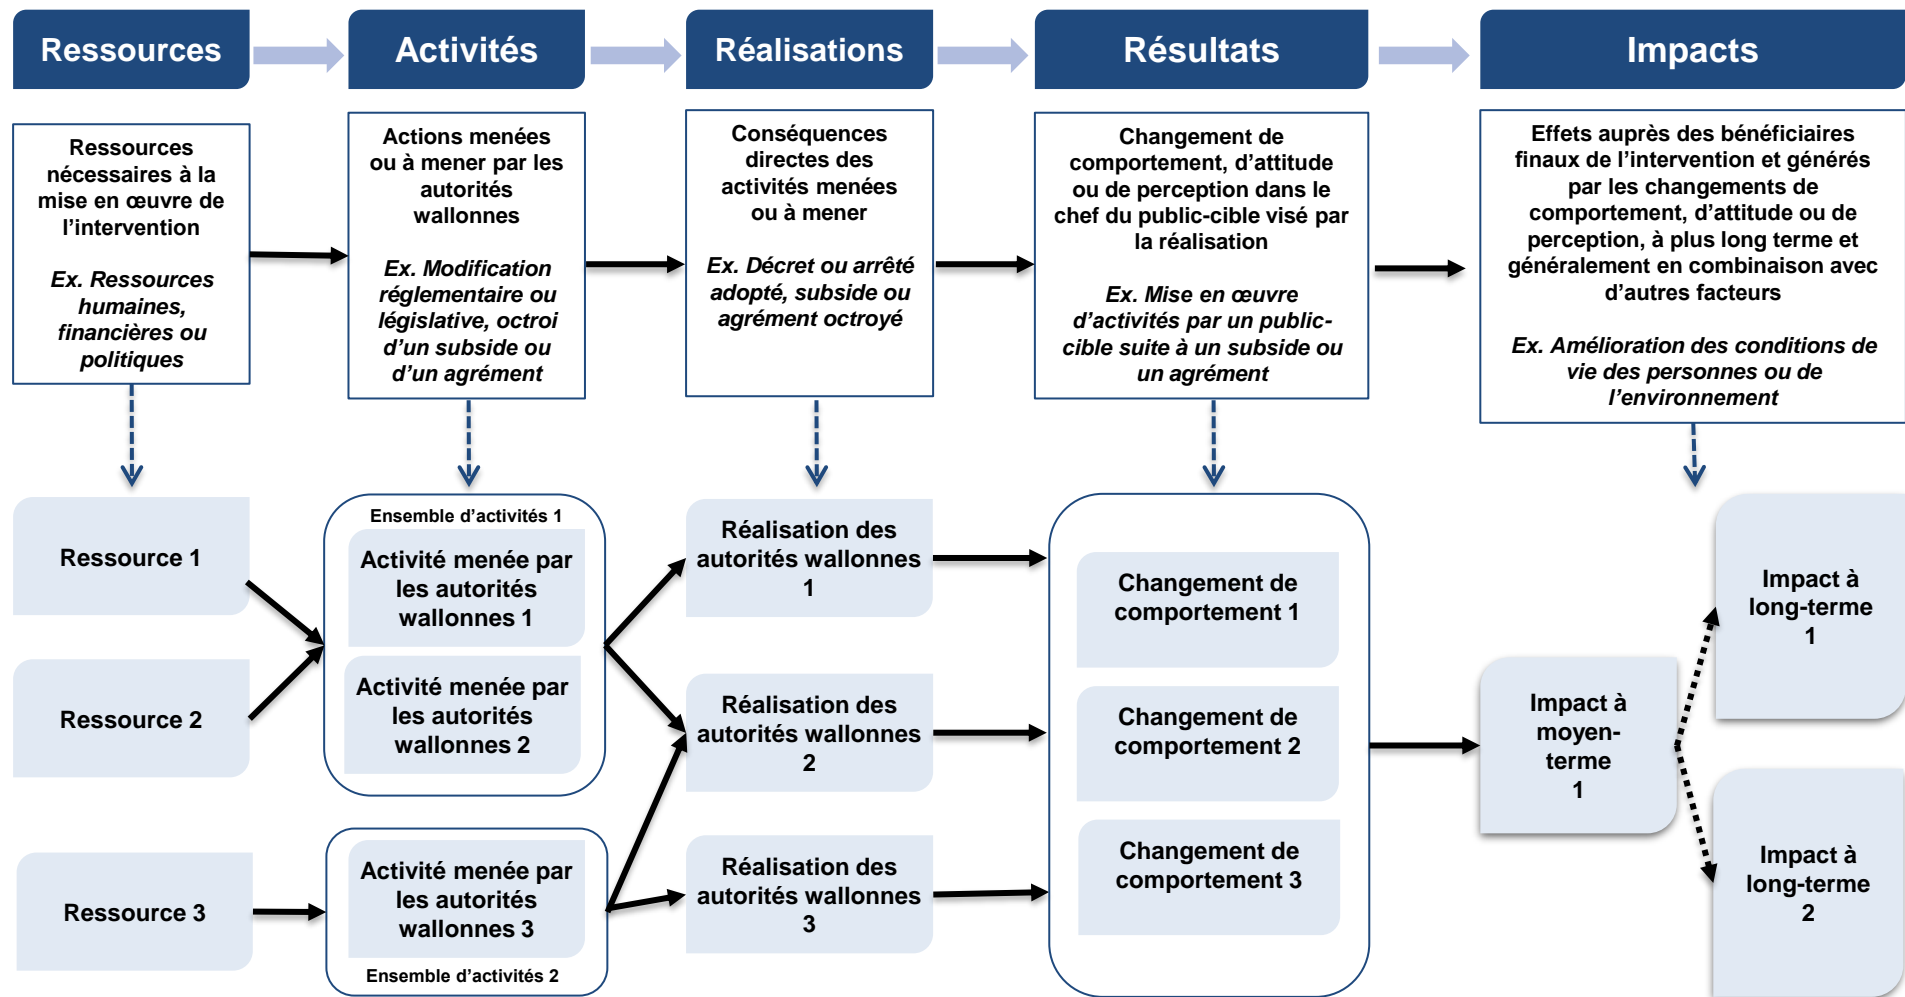 Ressources
Activités
Réalisations
Résultats
Impacts
Ressources
nécessaires à la
mise en œuvre de
l’intervention
Ex. Ressources
humaines,
financières ou
politiques
Actions menées
ou à mener par les
autorités
wallonnes
Ex. Modification
réglementaire ou
législative, octroi
d’un subside ou
d’un agrément
Conséquences
directes des
activités menées
ou à mener
Ex. Décret ou arrêté
adopté, subside ou
agrément octroyé
Changement de
comportement, d’attitude
ou de perception dans le
chef du public-cible visé par
la réalisation
Ex. Mise en œuvre
d’activités par un public-
cible suite à un subside ou
un agrément
Effets auprès des bénéficiaires
finaux de l’intervention et générés
par les changements de
comportement, d’attitude ou de
perception, à plus long terme et
généralement en combinaison avec
d’autres facteurs
Ex. Amélioration des conditions de
vie des personnes ou de
l’environnement
Ressource 1
Ressource 2
Ressource 3
Ensemble d’activités 1
Activité menée par
les autorités
wallonnes 1
Activité menée par
les autorités
wallonnes 2
Activité menée par
les autorités
wallonnes 3
Ensemble d’activités 2
Réalisation des
autorités wallonnes
1
Réalisation des
autorités wallonnes
2
Réalisation des
autorités wallonnes
3
Changement de
comportement 1
Changement de
comportement 2
Changement de
comportement 3
Impact à
moyen-
terme
1
Impact à
long-terme
1
Impact à
long-terme
2